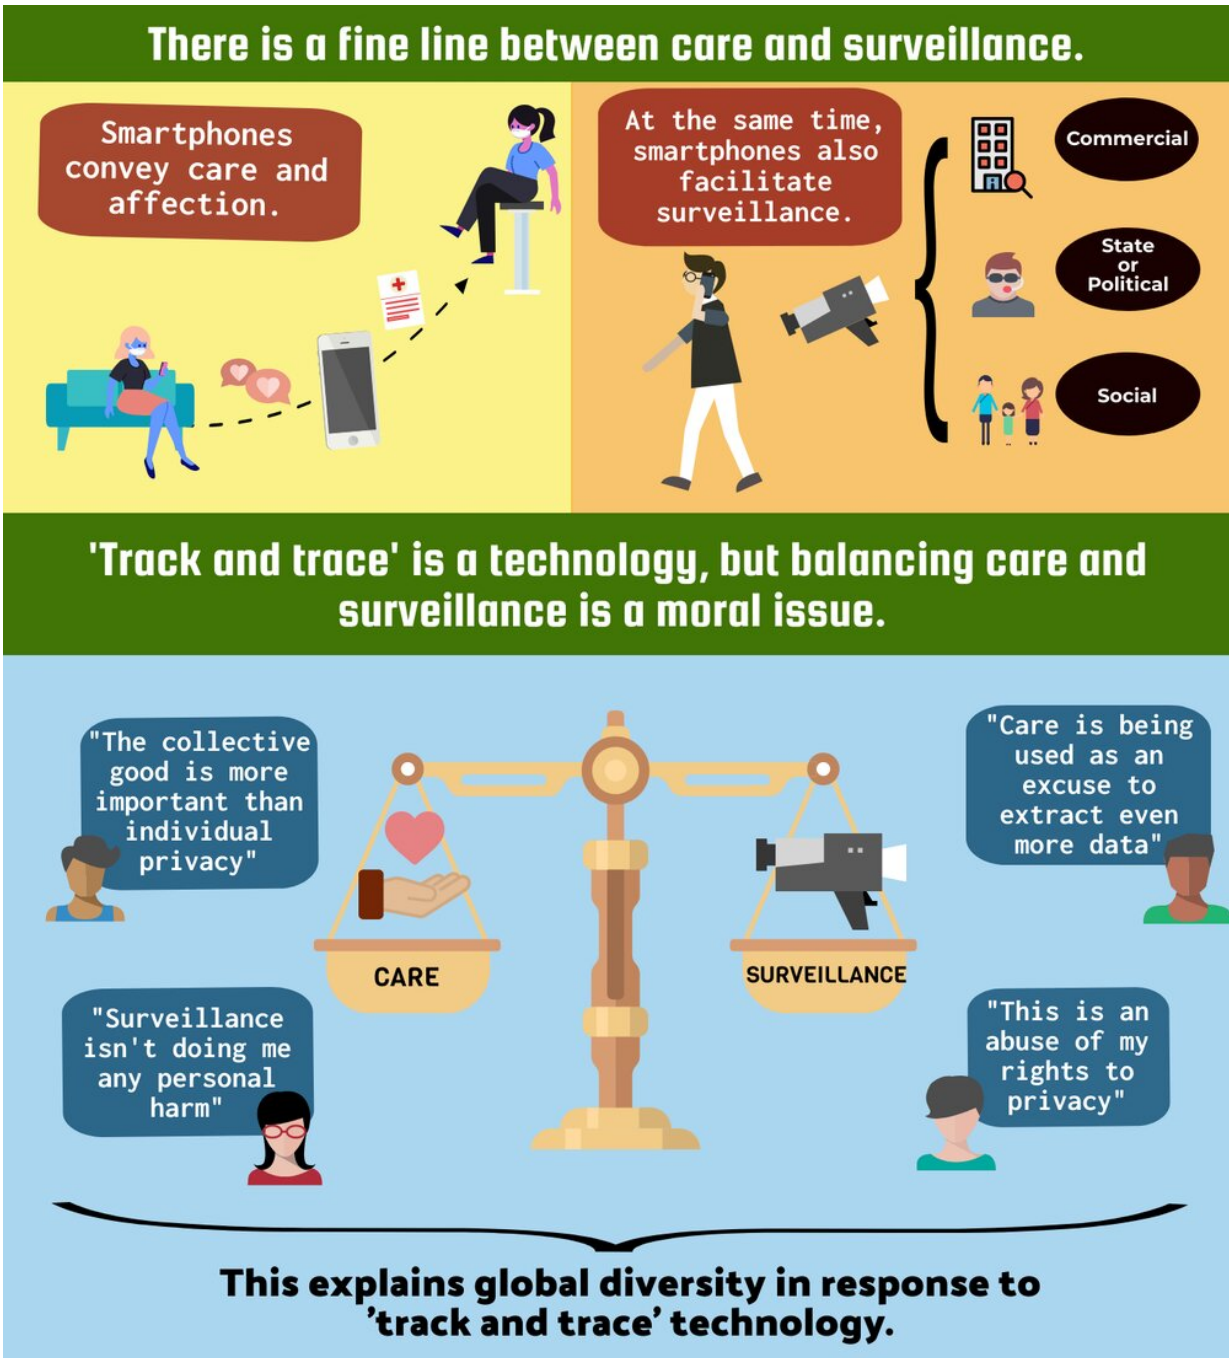 There is a fine line between care and surveillance.
Smartphones
convey care and
affection.
At the same time,
smartphones also
facilitate
surveillance.
Commercial
State
or
Political
Social
'Track and trace' is a technology, but balancing care and
surveillance is a moral issue.
"The collective
good is more
important than
individual
privacy"
"Care is being
used as an
excuse to
extract even
more data"
CARE
SURVEILLANCE
"Surveillance
isn't doing me
any personal
harm"
"This is an
abuse of my
rights to
privacy"
This explains global diversity in response to
'track and trace' technology.